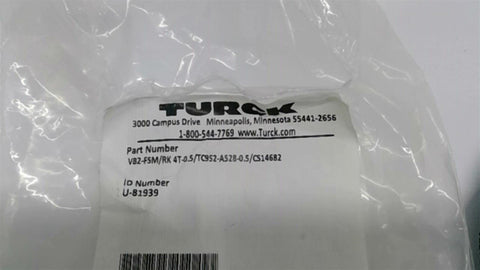 TURCK
3000 Campus Drive Minneapolis, Minnesota 55441-2656
1-800-544-7769 www.Turck.com
Part Number
VB2-FSM/RK 4T-0.5/TC952-A528-0.5/CS14682
ID Number
U-81939